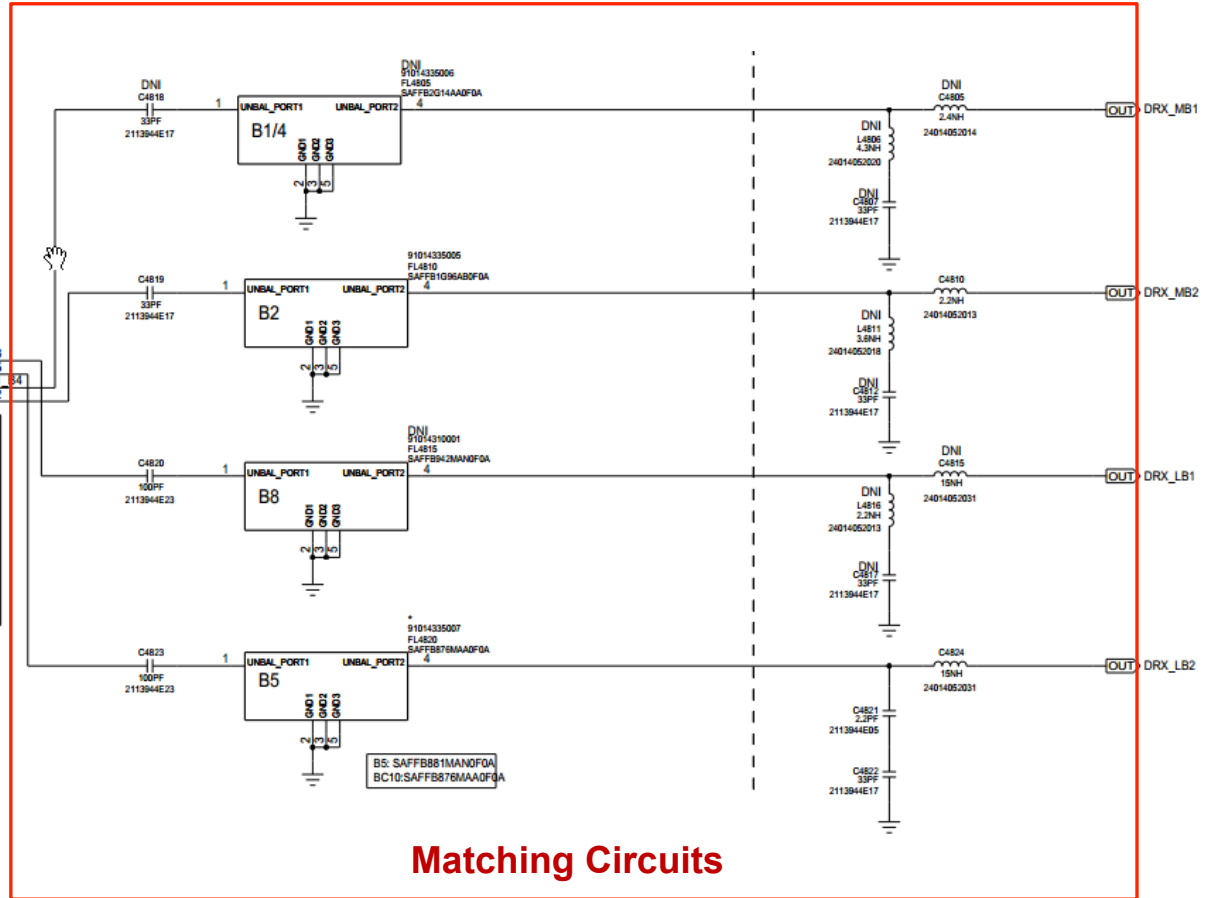 DNI
C4818
33PF
2113944E17
1
UNBAL_PORT1
UNBAL_PORT2
B1/4
GND1
GND2
GND3
2
3
5
DNI
91014335006
FL4805
SAFFB2G14AA0F0A
4
DNI
L4806
4.3NH
24014052020
DNI
C4807
33PF
2113944E17
DNI
C4805
2.4NH
24014052014
OUT
DRX_MB1
C4819
33PF
2113944E17
1
UNBAL_PORT1
UNBAL_PORT2
B2
GND1
GND2
GND3
2
3
5
91014335005
FL4810
SAFFB1G96AB0F0A
4
DNI
L4811
3.6NH
24014052018
DNI
C4812
33PF
2113944E17
C4810
2.2NH
24014052013
OUT
DRX_MB2
C4820
100PF
2113944E23
1
UNBAL_PORT1
UNBAL_PORT2
B8
GND1
GND2
GND3
2
3
5
DNI
91014310001
FL4815
SAFFB942MAN0F0A
4
DNI
L4816
2.2NH
24014052013
DNI
C4817
33PF
2113944E17
DNI
C4815
15NH
24014052031
OUT
DRX_LB1
C4823
100PF
2113944E23
1
UNBAL_PORT1
UNBAL_PORT2
B5
GND1
GND2
GND3
2
3
5
*
91014335007
FL4820
SAFFB876MAA0F0A
4
C4821
2.2PF
2113944E05
C4822
33PF
2113944E17
C4824
15NH
24014052031
OUT
DRX_LB2
B5: SAFFB881MAN0F0A
BC10:SAFFB876MAA0F0A
Matching Circuits